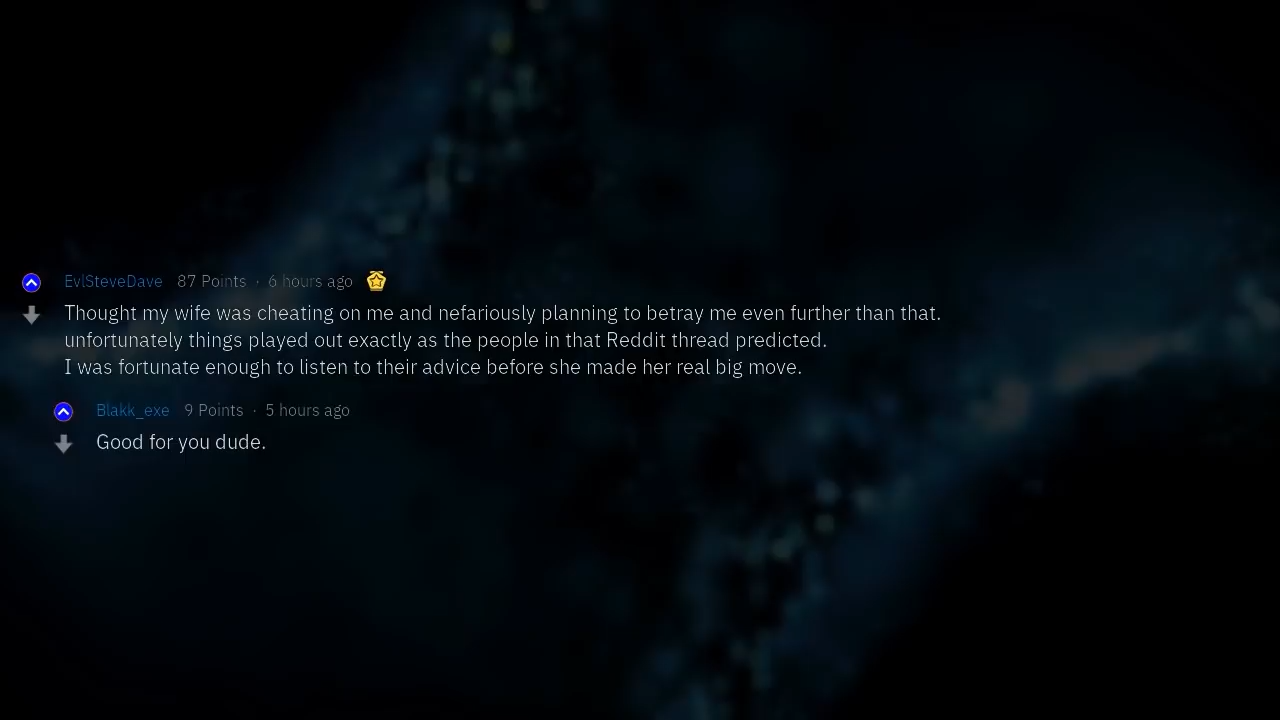 EvlSteveDave 87 Points · 6 hours ago
Thought my wife was cheating on me and nefariously planning to betray me even further than that.
unfortunately things played out exactly as the people in that Reddit thread predicted.
I was fortunate enough to listen to their advice before she made her real big move.
Blakk_exe 9 Points · 5 hours ago
Good for you dude.